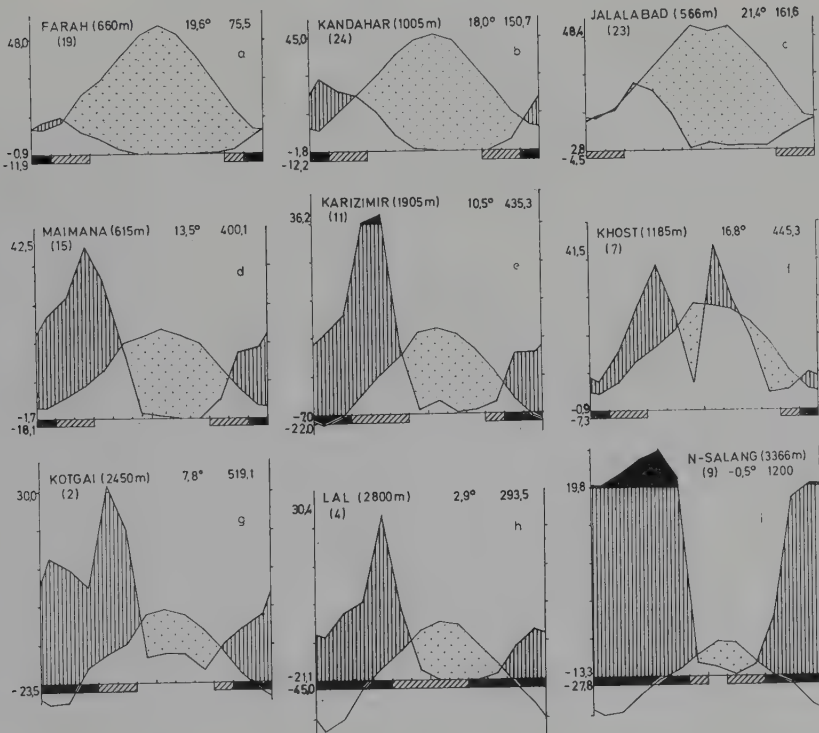 FARAH (660m) 19,6° 75,5
(19)
48,0
a
-0,9
-11,9
KANDAHAR (1005m) 18,0° 150,7
(24)
45,0
b
-1,8
-12,2
JALALABAD (566m) 21,4° 161,6
(23)
48,4
c
2,8
-4,5
MAIMANA (615m) 13,5° 400,1
(15)
42,5
d
-1,7
-18,1
KARIZIMIR (1905m) 10,5° 435,3
(11)
36,2
e
-7,0
-22,0
KHOST (1185m) 16,8° 445,3
(7)
41,5
f
-0,9
-7,3
KOTGAI (2450m) 7,8° 519,1
(2)
30,0
g
-23,5
LAL (2800m) 2,9° 293,5
(4)
30,4
h
-21,1
-45,0
N-SALANG (3366m)
(9) -0,5° 1200
19,8
i
-13,3
-27,8